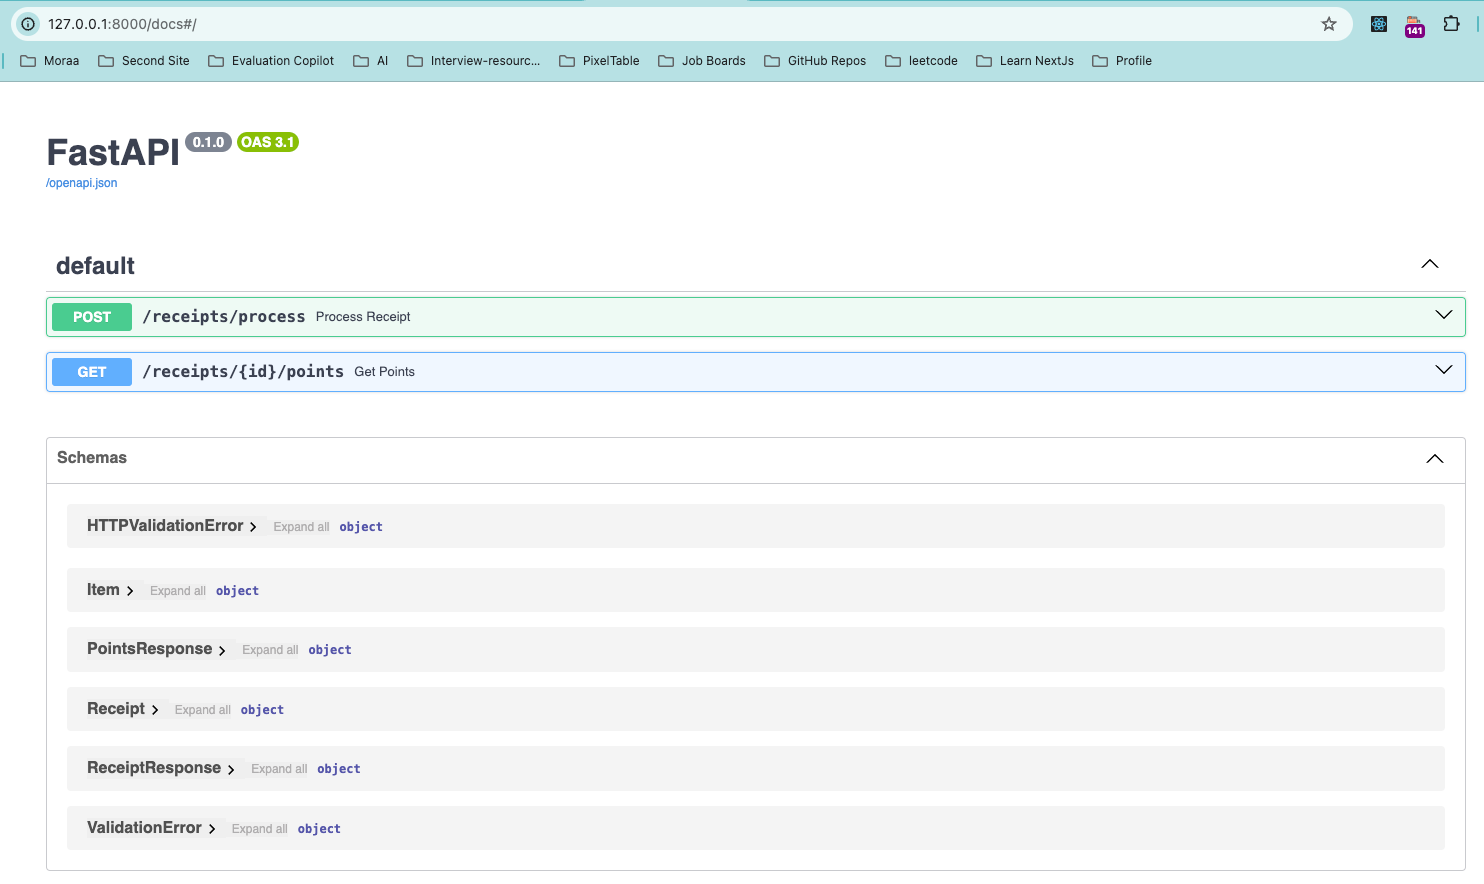 127.0.0.1:8000/docs#/
141
Moraa Second Site Evaluation Copilot AI Interview-resourc... PixelTable Job Boards GitHub Repos leetcode Learn NextJs Profile
FastAPI 0.1.0 OAS 3.1
/openapi.json
default
POST /receipts/process Process Receipt
GET /receipts/{id}/points Get Points
Schemas
HTTPValidationError Expand all object
Item Expand all object
PointsResponse Expand all object
Receipt Expand all object
ReceiptResponse Expand all object
ValidationError Expand all object